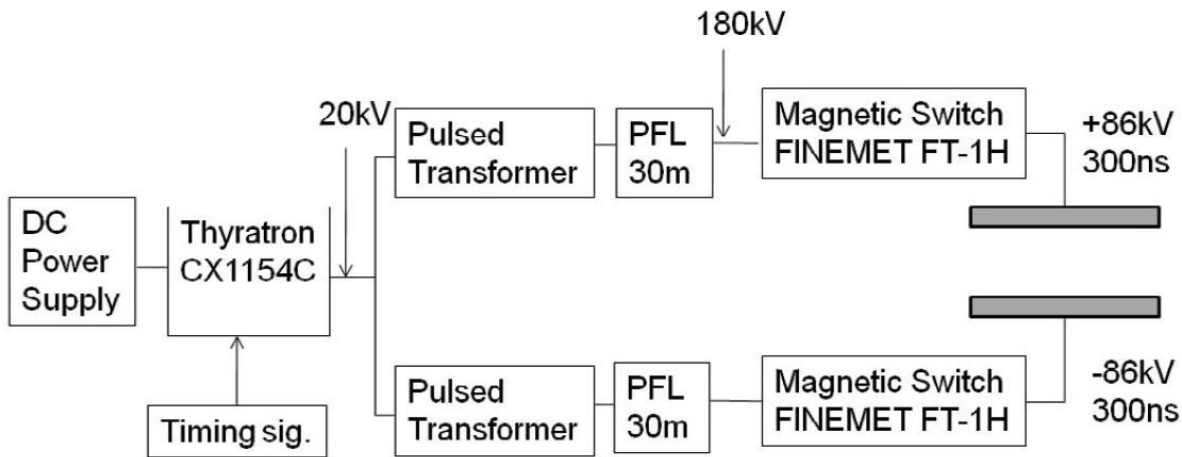 180kV
20kV
Pulsed
Transformer
PFL
30m
Magnetic Switch
FINEMET FT-1H
+86kV
300ns
DC
Power
Supply
Thyratron
CX1154C
Pulsed
Transformer
PFL
30m
Magnetic Switch
FINEMET FT-1H
-86kV
300ns
Timing sig.